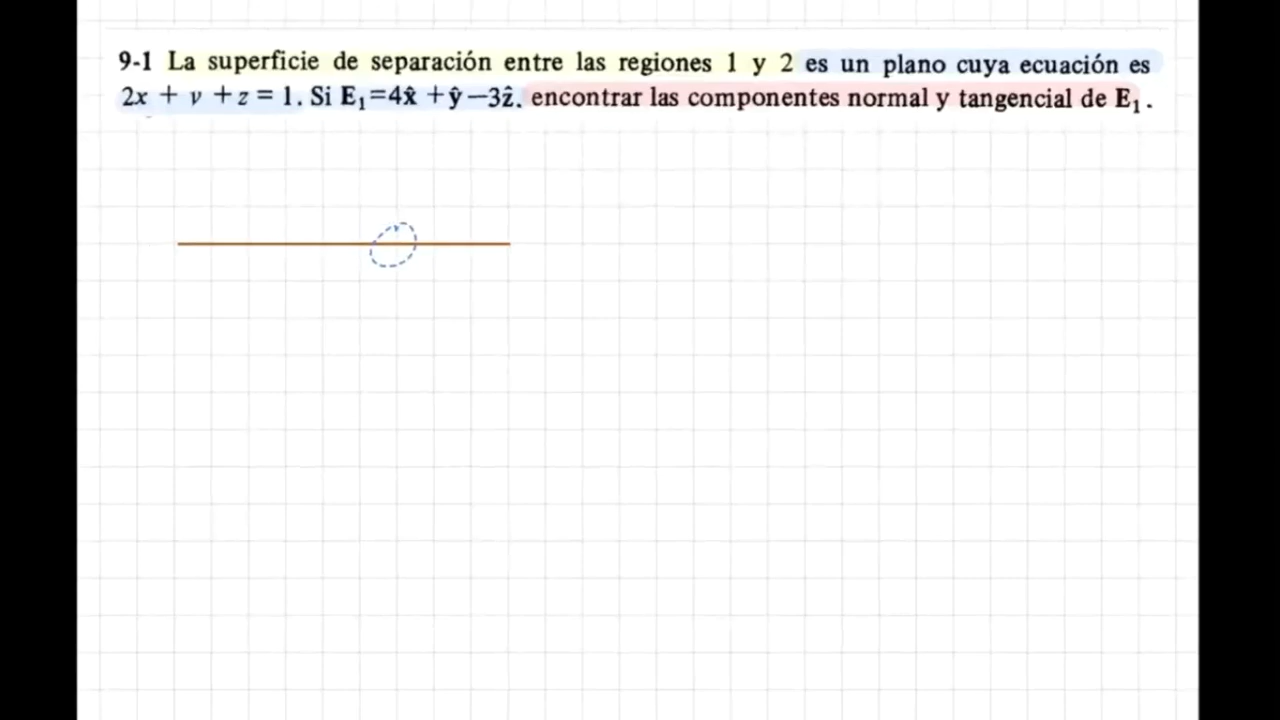 9-1 La superficie de separación entre las regiones 1 y 2 es un plano cuya ecuación es
2x + y + z = 1. Si E₁=4x̂ +ŷ −3ẑ. encontrar las componentes normal y tangencial de E₁.